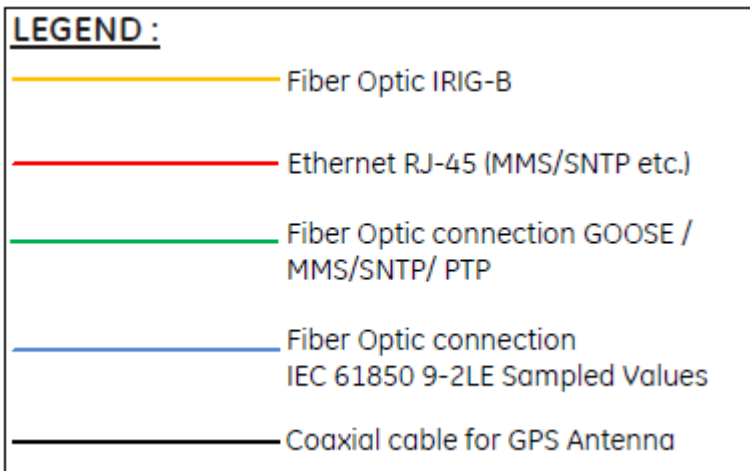 LEGEND :
Fiber Optic IRIG-B
Ethernet RJ-45 (MMS/SNTP etc.)
Fiber Optic connection GOOSE /
MMS/SNTP/ PTP
Fiber Optic connection
IEC 61850 9-2LE Sampled Values
Coaxial cable for GPS Antenna